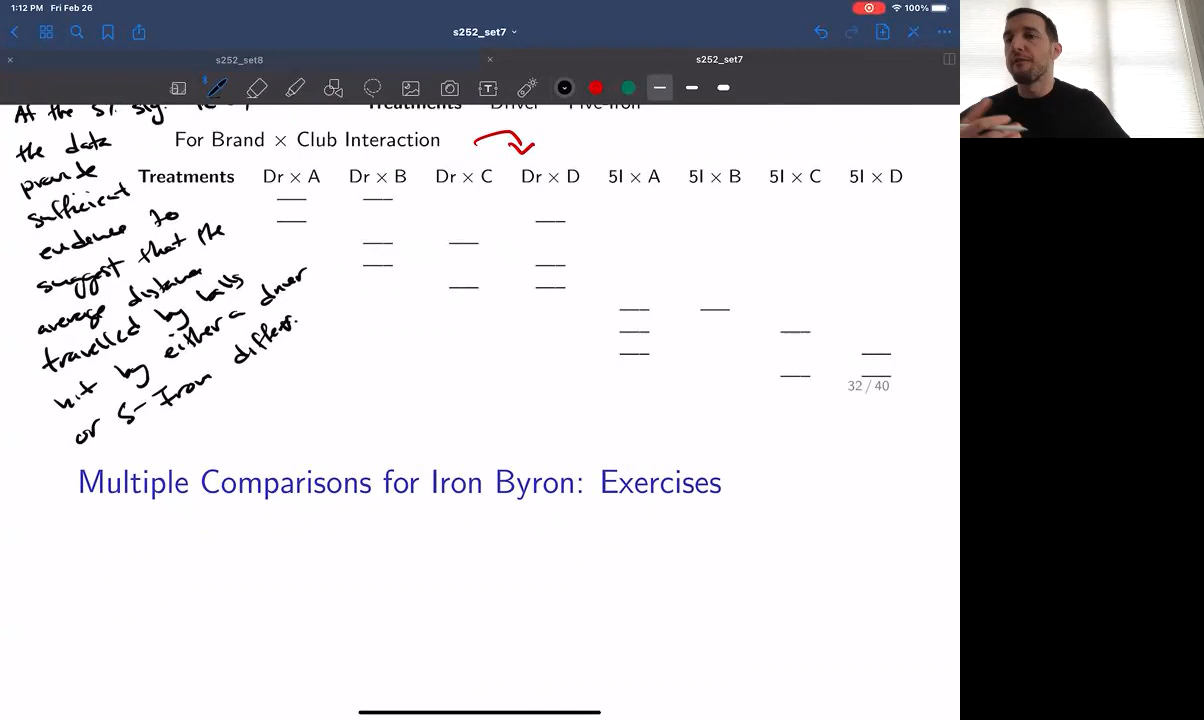 1:12 PM Fri Feb 26
100%
s252_set7
s252_set8
s252_set7
At the 5% sig.
Treatments Driver Five-Iron
the data
For Brand × Club Interaction
provide
Treatments Dr × A Dr × B Dr × C Dr × D 5I × A 5I × B 5I × C 5I × D
sufficient
evidence to
suggest that the
average distance
travelled by balls
hit by either a driver
or 5-Iron differ.
32 / 40
Multiple Comparisons for Iron Byron: Exercises